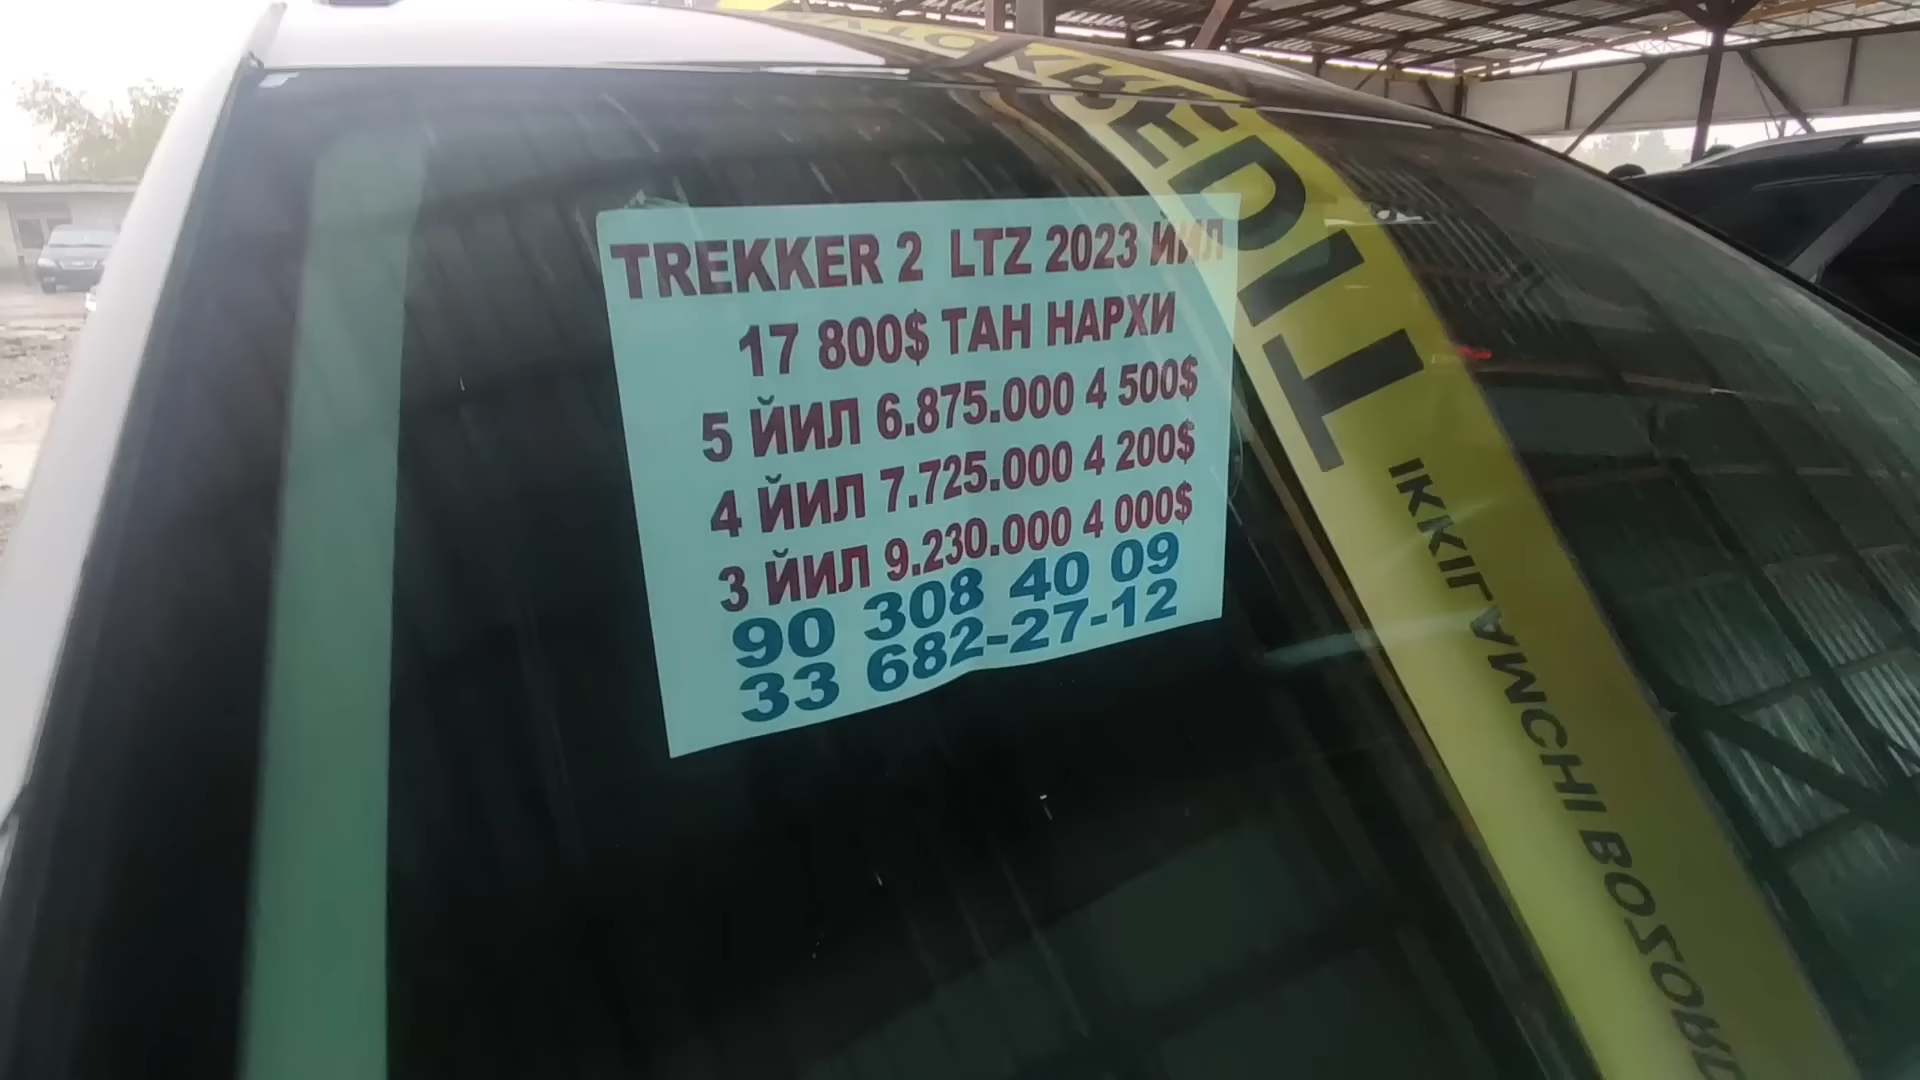 TREKKER 2 LTZ 2023 ЙИЛ
17 800$ ТАН НАРХИ
5 ЙИЛ 6.875.000 4 500$
4 ЙИЛ 7.725.000 4 200$
3 ЙИЛ 9.230.000 4 000$
90 308 40 09
33 682-27-12
AVTOKREDIT
IKKILAMCHI BOZORI